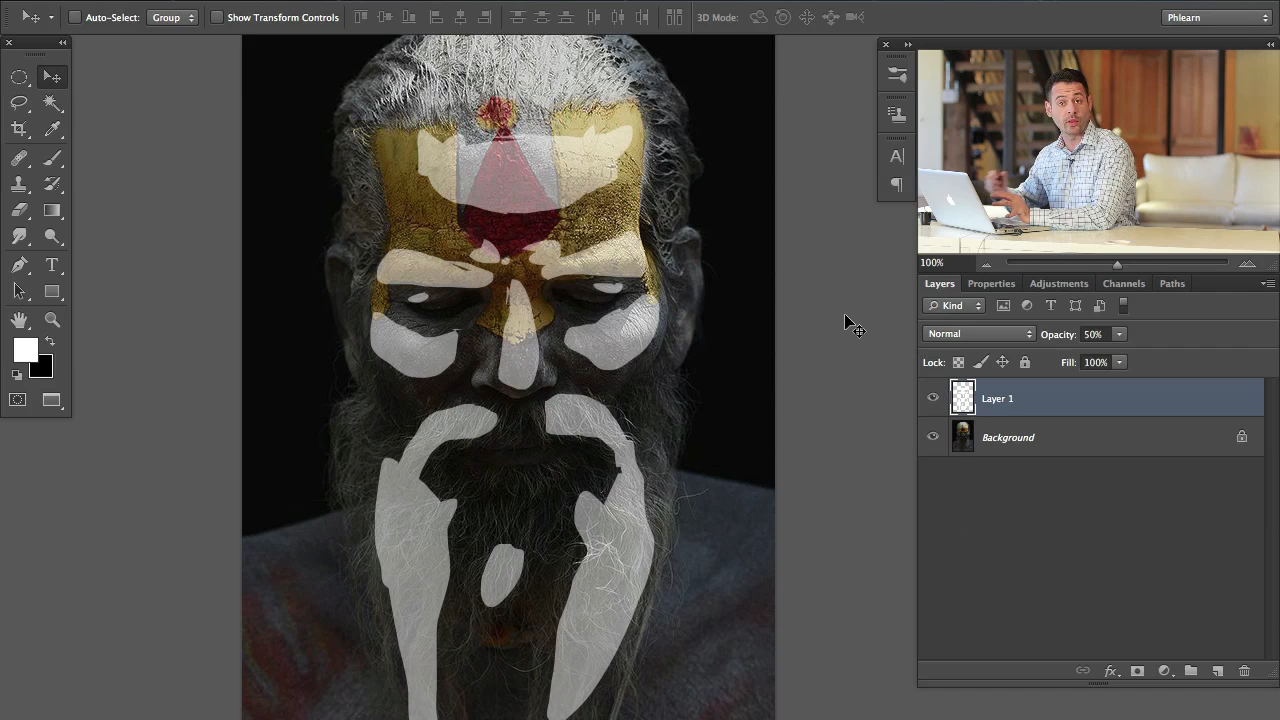 Auto-Select: Group Show Transform Controls 3D Mode: Phlearn
100%
Layers Properties Adjustments Channels Paths
Kind
Normal Opacity: 50%
Lock: Fill: 100%
Layer 1
Background